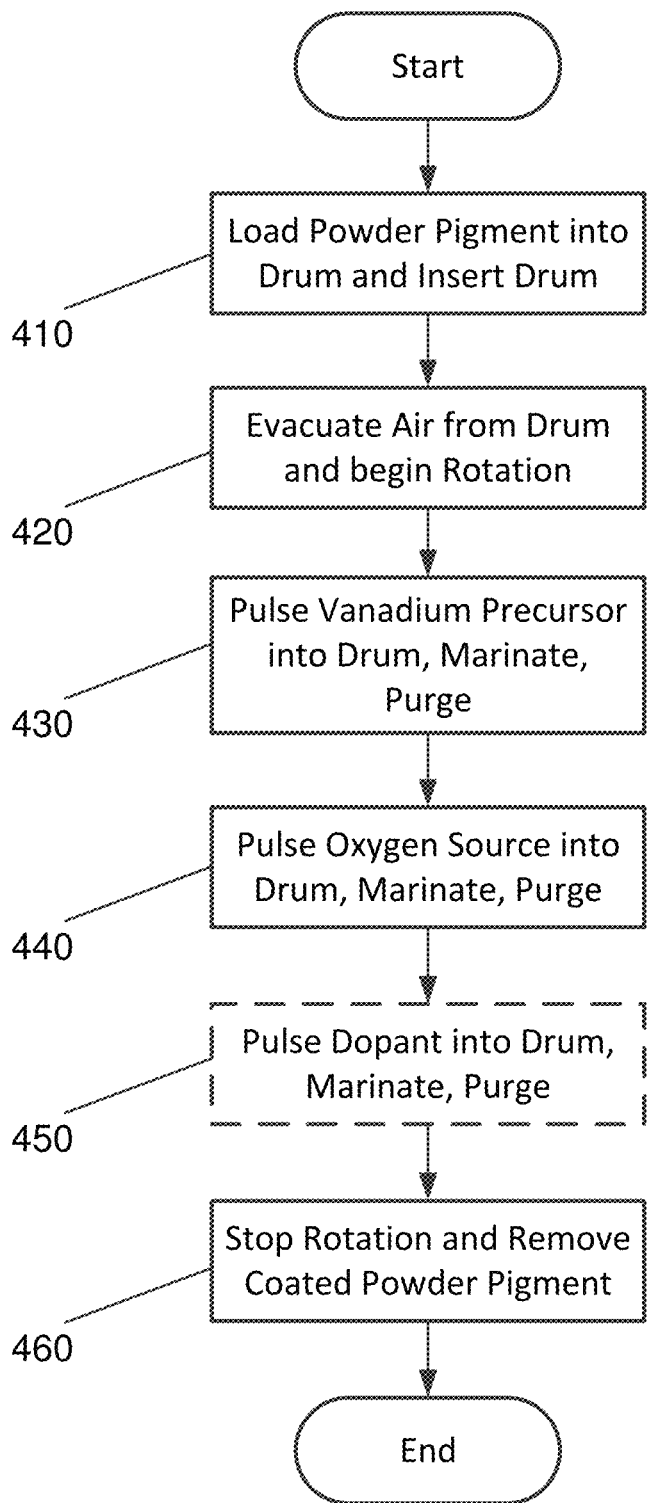 Start
Load Powder Pigment into
Drum and Insert Drum
410
Evacuate Air from Drum
and begin Rotation
420
Pulse Vanadium Precursor
into Drum, Marinate,
Purge
430
Pulse Oxygen Source into
Drum, Marinate, Purge
440
Pulse Dopant into Drum,
Marinate, Purge
450
Stop Rotation and Remove
Coated Powder Pigment
460
End